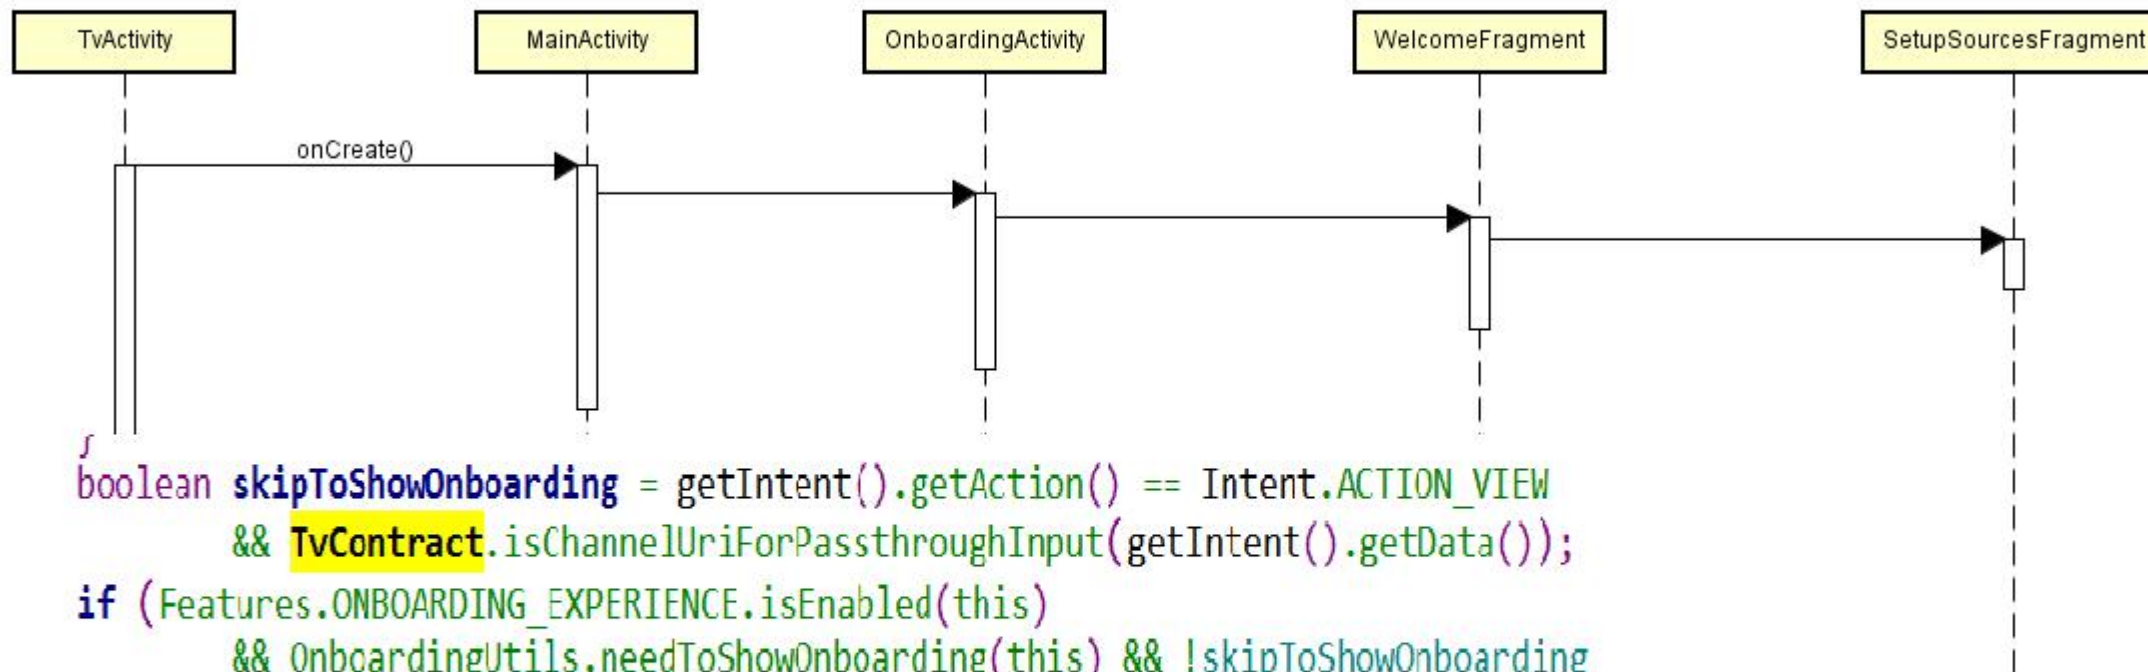 TvActivity MainActivity OnboardingActivity WelcomeFragment SetupSourcesFragment
onCreate()
}
boolean skipToShowOnboarding = getIntent().getAction() == Intent.ACTION_VIEW
&& TvContract.isChannelUriForPassthroughInput(getIntent().getData());
if (Features.ONBOARDING_EXPERIENCE.isEnabled(this)
&& OnboardingUtils.needToShowOnboarding(this) && !skipToShowOnboarding